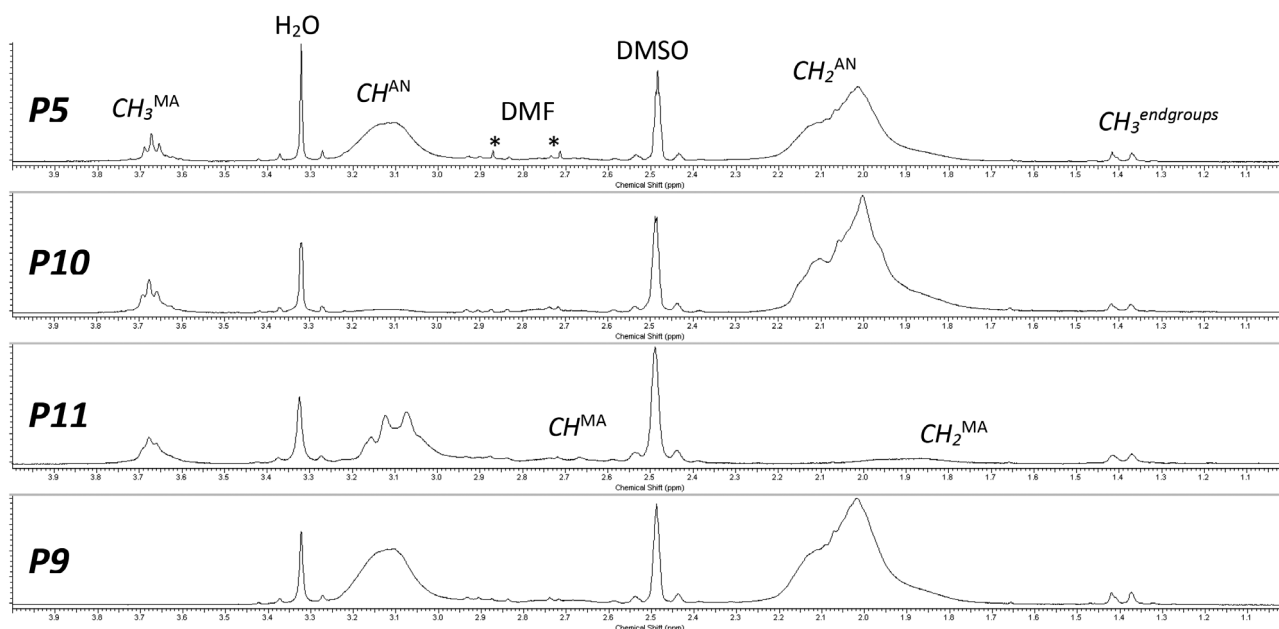 H₂O
DMSO
CH₂ᴬᴺ
P5
CH₃ᴹᴬ
CHᴬᴺ
DMF
* *
CH₃ᵉⁿᵈᵍʳᵒᵘᵖˢ
3.9 3.8 3.7 3.6 3.5 3.4 3.3 3.2 3.1 3.0 2.9 2.8 2.7 2.6 2.5 2.4 2.3 2.2 2.1 2.0 1.9 1.8 1.7 1.6 1.5 1.4 1.3 1.2 1.1
Chemical Shift (ppm)
P10
3.9 3.8 3.7 3.6 3.5 3.4 3.3 3.2 3.1 3.0 2.9 2.8 2.7 2.6 2.5 2.4 2.3 2.2 2.1 2.0 1.9 1.8 1.7 1.6 1.5 1.4 1.3 1.2 1.1
Chemical Shift (ppm)
P11
CHᴹᴬ
CH₂ᴹᴬ
3.9 3.8 3.7 3.6 3.5 3.4 3.3 3.2 3.1 3.0 2.9 2.8 2.7 2.6 2.5 2.4 2.3 2.2 2.1 2.0 1.9 1.8 1.7 1.6 1.5 1.4 1.3 1.2 1.1
Chemical Shift (ppm)
P9
3.9 3.8 3.7 3.6 3.5 3.4 3.3 3.2 3.1 3.0 2.9 2.8 2.7 2.6 2.5 2.4 2.3 2.2 2.1 2.0 1.9 1.8 1.7 1.6 1.5 1.4 1.3 1.2 1.1
Chemical Shift (ppm)